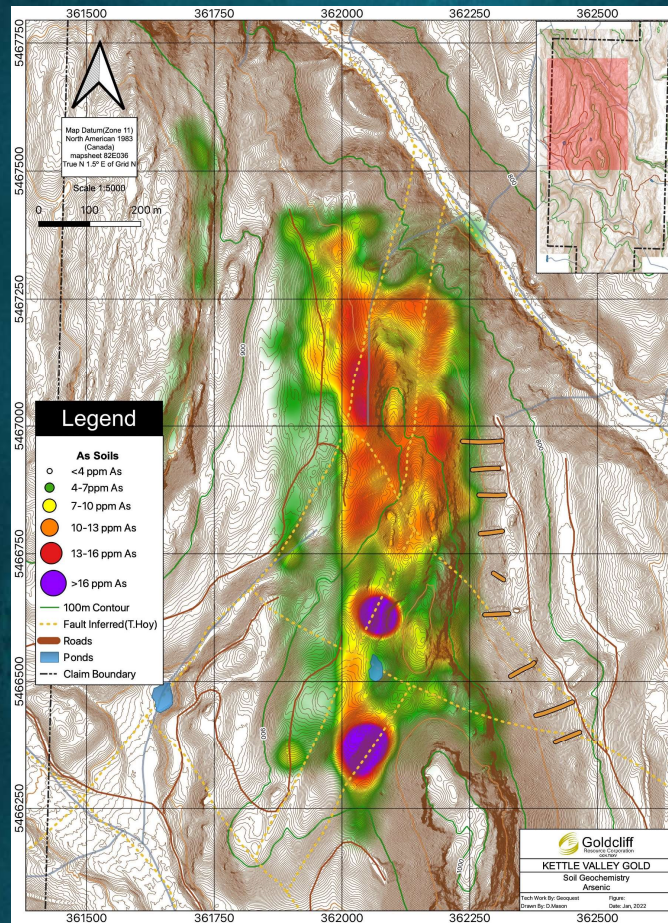 361500 361750 362000 362250 362500
5467750
Map Datum(Zone 11)
North American 1983
(Canada)
mapsheet 82E036
True N 1.5° E of Grid N
5467500
Scale 1:5000
0 100 200 m
800
5467250
900
5467000
800
Legend
As Soils
<4 ppm As
4-7ppm As
7-10 ppm As
10-13 ppm As
13-16 ppm As
>16 ppm As
100m Contour
Fault Inferred(T.Hoy)
Roads
Ponds
Claim Boundary
5466750
5466500
900
5466250
1000
Goldcliff
Resource Corporation
KETTLE VALLEY GOLD
Soil Geochemistry
Arsenic
Tech Work By: Geoquest Figure:
Drawn By: D.Mason Date: Jan, 2022
361500 361750 362000 362250 362500